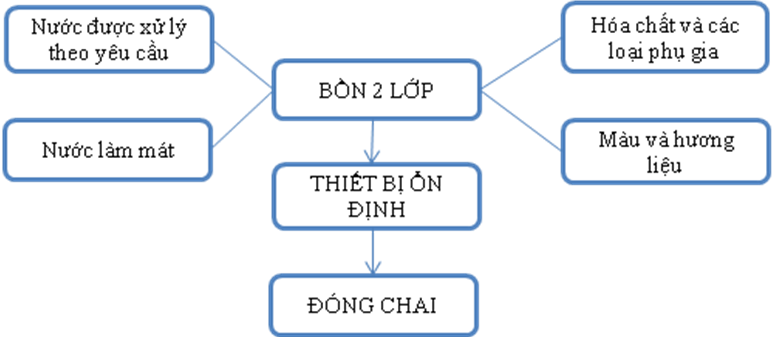 Nước được xử lý
theo yêu cầu
Hóa chất và các
loại phụ gia
BỒN 2 LỚP
Nước làm mát
Màu và hương
liệu
THIẾT BỊ ỔN
ĐỊNH
ĐÓNG CHAI